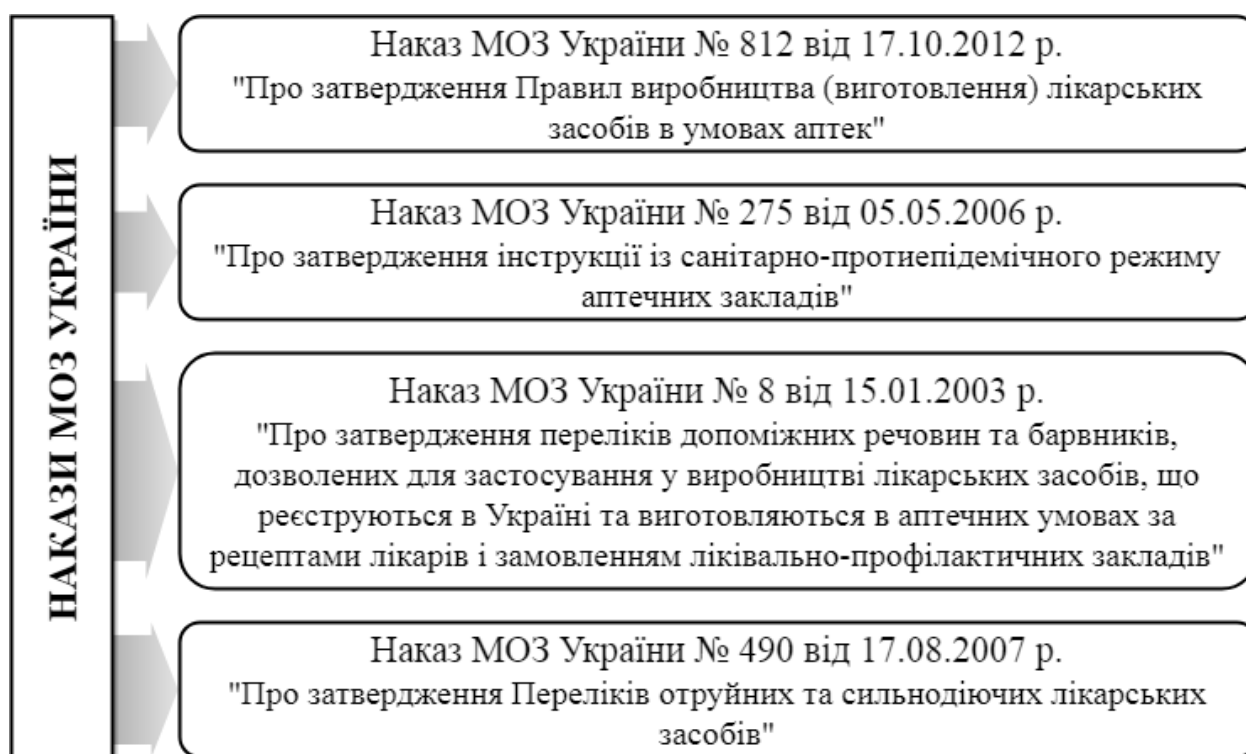 НАКАЗИ МОЗ УКРАЇНИ
Наказ МОЗ України № 812 від 17.10.2012 р.
"Про затвердження Правил виробництва (виготовлення) лікарських
засобів в умовах аптек"
Наказ МОЗ України № 275 від 05.05.2006 р.
"Про затвердження інструкції із санітарно-протиепідемічного режиму
аптечних закладів"
Наказ МОЗ України № 8 від 15.01.2003 р.
"Про затвердження переліків допоміжних речовин та барвників,
дозволених для застосування у виробництві лікарських засобів, що
реєструються в Україні та виготовляються в аптечних умовах за
рецептами лікарів і замовленням ліківально-профілактичних закладів"
Наказ МОЗ України № 490 від 17.08.2007 р.
"Про затвердження Переліків отруйних та сильнодіючих лікарських
засобів"